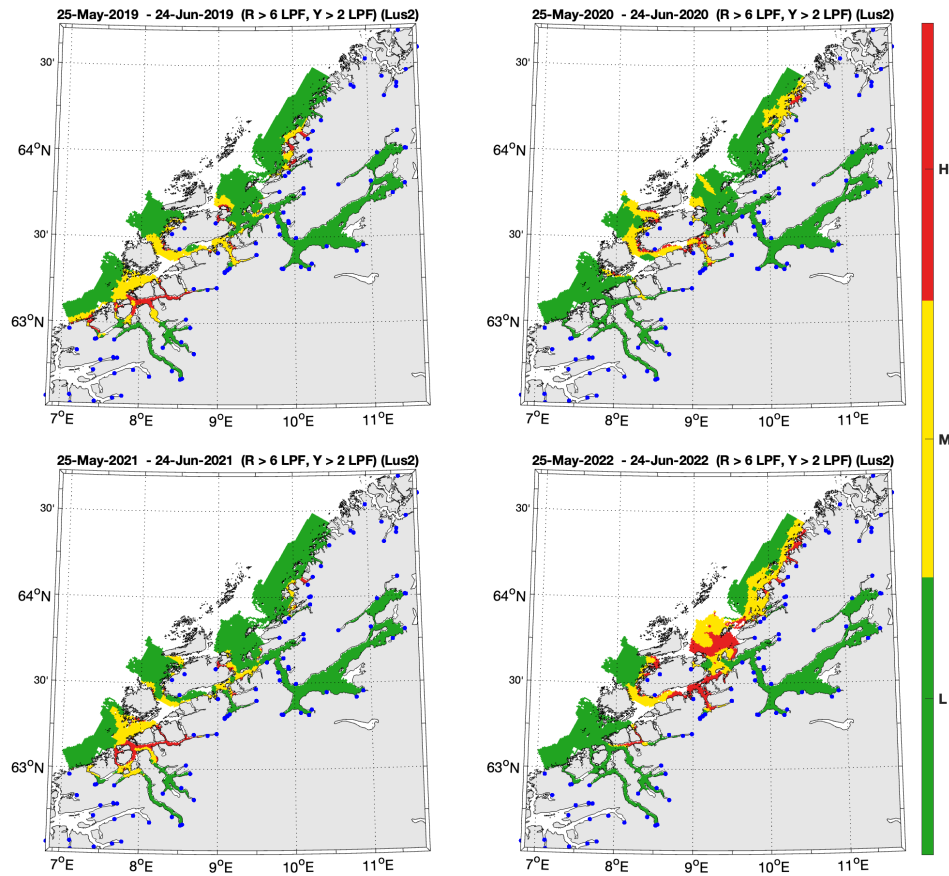 25-May-2019 - 24-Jun-2019 (R > 6 LPF, Y > 2 LPF) (Lus2)
30'
64°N
30'
63°N
7°E 8°E 9°E 10°E 11°E
25-May-2020 - 24-Jun-2020 (R > 6 LPF, Y > 2 LPF) (Lus2)
30'
64°N
30'
63°N
7°E 8°E 9°E 10°E 11°E
25-May-2021 - 24-Jun-2021 (R > 6 LPF, Y > 2 LPF) (Lus2)
30'
64°N
30'
63°N
7°E 8°E 9°E 10°E 11°E
25-May-2022 - 24-Jun-2022 (R > 6 LPF, Y > 2 LPF) (Lus2)
30'
64°N
30'
63°N
7°E 8°E 9°E 10°E 11°E
H
M
L